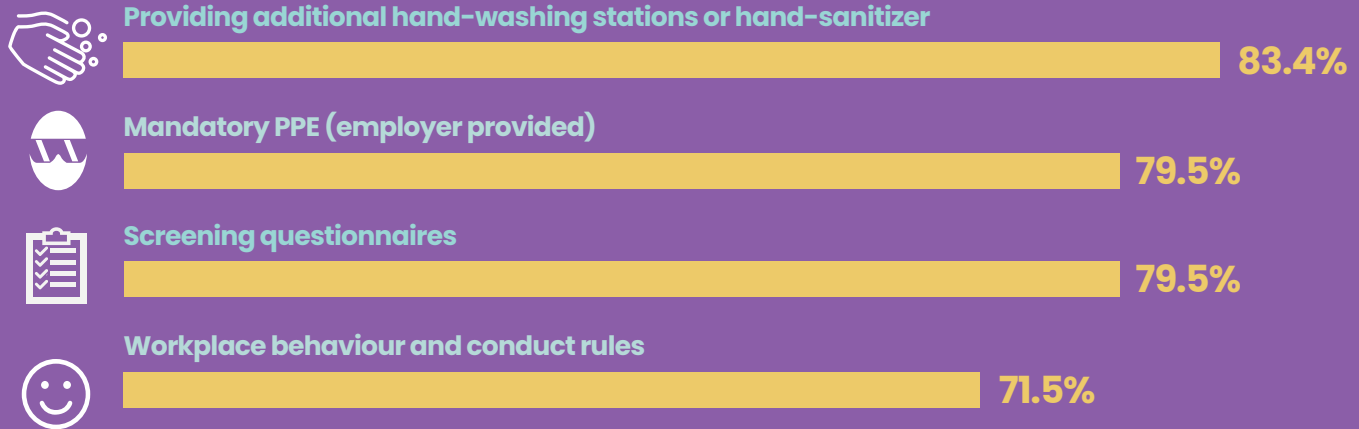 Providing additional hand-washing stations or hand-sanitizer
83.4%
Mandatory PPE (employer provided)
79.5%
Screening questionnaires
79.5%
Workplace behaviour and conduct rules
71.5%